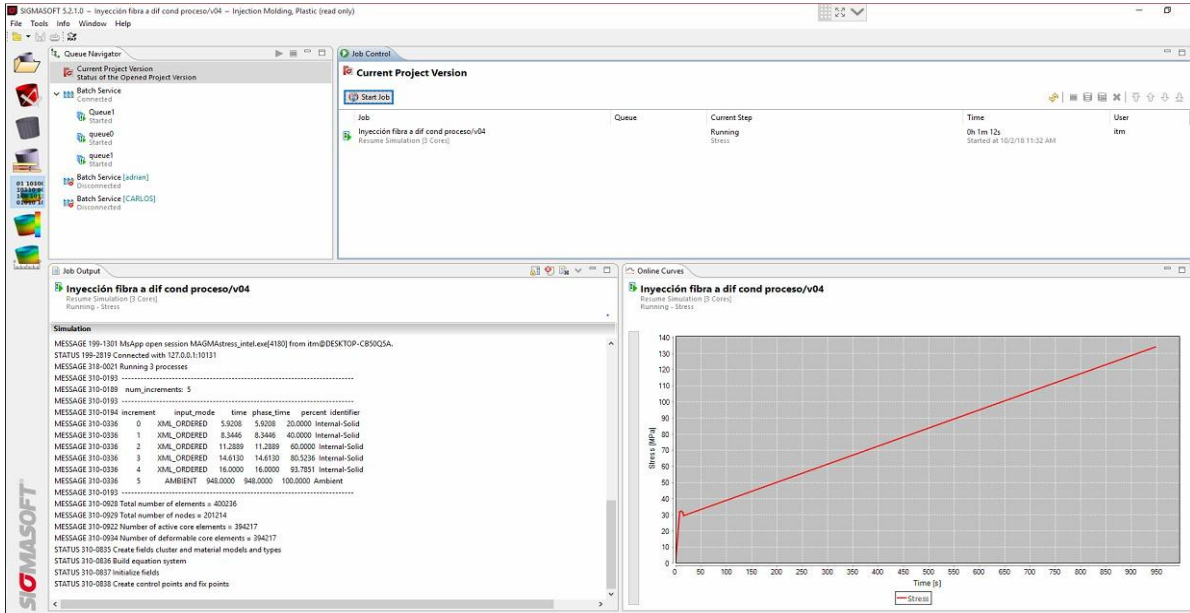 SIGMASOFT 5.2.1.0 – Inyección fibra a dif cond proceso/v04 – Injection Molding, Plastic (read only)
File Tools Info Window Help
Queue Navigator
Current Project Version
Status of the Opened Project Version
Batch Service
Connected
Queue1
Started
queue0
Started
queue1
Started
Batch Service [adrian]
Disconnected
Batch Service [CARLOS]
Disconnected
Job Control
Current Project Version
Start Job
Job Queue Current Step Time User
Inyección fibra a dif cond proceso/v04 Running 0h 1m 12s itm
Resume Simulation [3 Cores] Stress Started at 10/2/18 11:32 AM
Job Output
Inyección fibra a dif cond proceso/v04
Resume Simulation [3 Cores]
Running - Stress
Simulation
MESSAGE 199-1301 MsApp open session MAGMAstress_intel.exe[4180] from itm@DESKTOP-CB50Q5A.
STATUS 199-2819 Connected with 127.0.0.1:10131
MESSAGE 318-0021 Running 3 processes
MESSAGE 310-0193 ----------------------------------------------------------------------
MESSAGE 310-0189 num_increments: 5
MESSAGE 310-0193 ----------------------------------------------------------------------
MESSAGE 310-0194 increment input_mode time phase_time percent identifier
MESSAGE 310-0336 0 XML_ORDERED 5.9208 5.9208 20.0000 Internal-Solid
MESSAGE 310-0336 1 XML_ORDERED 8.3446 8.3446 40.0000 Internal-Solid
MESSAGE 310-0336 2 XML_ORDERED 11.2889 11.2889 60.0000 Internal-Solid
MESSAGE 310-0336 3 XML_ORDERED 14.6130 14.6130 80.5236 Internal-Solid
MESSAGE 310-0336 4 XML_ORDERED 16.0000 16.0000 93.7851 Internal-Solid
MESSAGE 310-0336 5 AMBIENT 948.0000 948.0000 100.0000 Ambient
MESSAGE 310-0193 ----------------------------------------------------------------------
MESSAGE 310-0928 Total number of elements = 400236
MESSAGE 310-0929 Total number of nodes = 201214
MESSAGE 310-0922 Number of active core elements = 394217
MESSAGE 310-0934 Number of deformable core elements = 394217
STATUS 310-0835 Create fields cluster and material models and types
STATUS 310-0836 Build equation system
STATUS 310-0837 Initialize fields
STATUS 310-0838 Create control points and fix points
Online Curves
Inyección fibra a dif cond proceso/v04
Resume Simulation [3 Cores]
Running - Stress
140
130
120
110
100
90
80
70
60
50
40
30
20
10
0
Stress [MPa]
0 50 100 150 200 250 300 350 400 450 500 550 600 650 700 750 800 850 900 950
Time [s]
Stress
SIGMASOFT